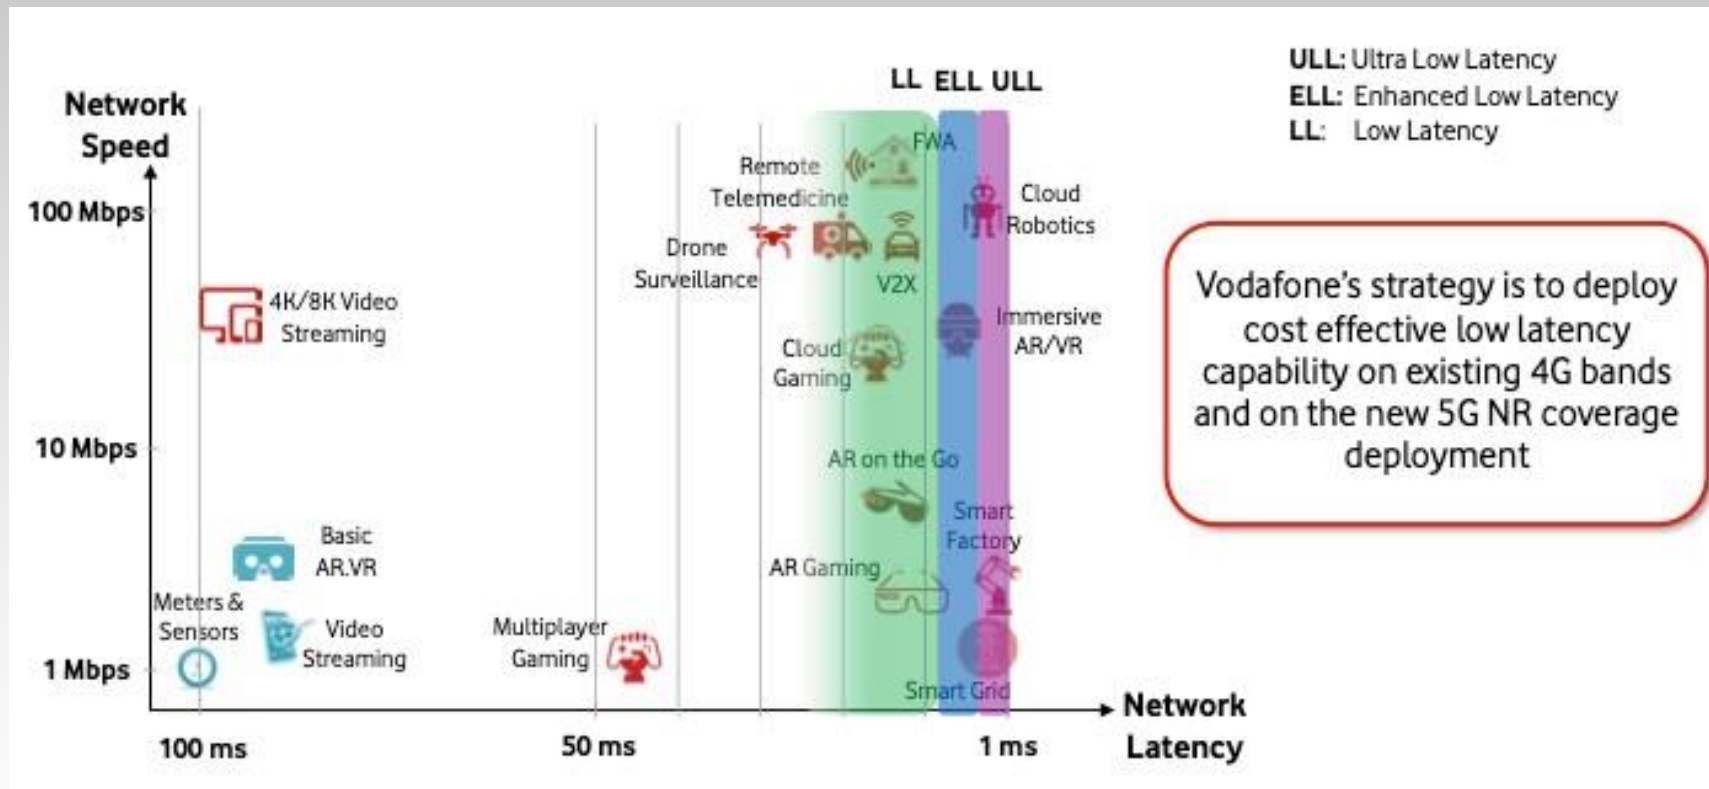 LL ELL ULL
ULL: Ultra Low Latency
ELL: Enhanced Low Latency
LL: Low Latency
Network
Speed
100 Mbps
10 Mbps
1 Mbps
FWA
Remote
Telemedicine
Drone
Surveillance
V2X
Cloud
Robotics
4K/8K Video
Streaming
Cloud
Gaming
Immersive
AR/VR
AR on the Go
Smart
Factory
Basic
AR.VR
AR Gaming
Meters &
Sensors
Video
Streaming
Multiplayer
Gaming
Smart Grid
100 ms
50 ms
1 ms
Network
Latency
Vodafone's strategy is to deploy
cost effective low latency
capability on existing 4G bands
and on the new 5G NR coverage
deployment